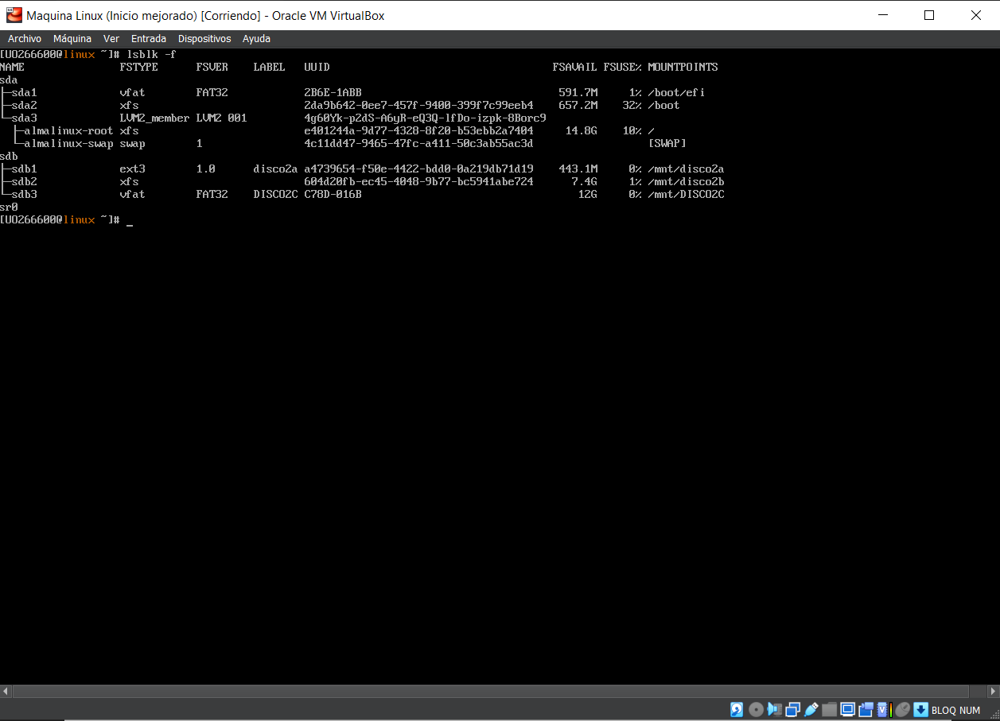 Maquina Linux (Inicio mejorado) [Corriendo] - Oracle VM VirtualBox
Archivo Máquina Ver Entrada Dispositivos Ayuda
[UO266600@linux ~]# lsblk -f
NAME FSTYPE FSVER LABEL UUID FSAVAIL FSUSE% MOUNTPOINTS
sda
├─sda1 vfat FAT32 2B6E-1ABB 591.7M 1% /boot/efi
├─sda2 xfs 2da9b642-0ee7-457f-9400-399f7c99eeb4 657.2M 32% /boot
└─sda3 LVM2_member LVM2 001 4g60Yk-p2dS-A6yR-eQ3Q-lfDo-izpk-8Borc9
├─almalinux-root xfs e401244a-9d77-4328-8f20-b53ebb2a7404 14.8G 10% /
└─almalinux-swap swap 1 4c11dd47-9465-47fc-a411-50c3ab55ac3d [SWAP]
sdb
├─sdb1 ext3 1.0 disco2a a4739654-f50e-4422-bdd0-0a219db71d19 443.1M 0% /mnt/disco2a
├─sdb2 xfs 604d20fb-ec45-4048-9b77-bc5941abe724 7.4G 1% /mnt/disco2b
└─sdb3 vfat FAT32 DISCO2C C78D-016B 12G 0% /mnt/DISCO2C
sr0
[UO266600@linux ~]# _
BLOQ NUM